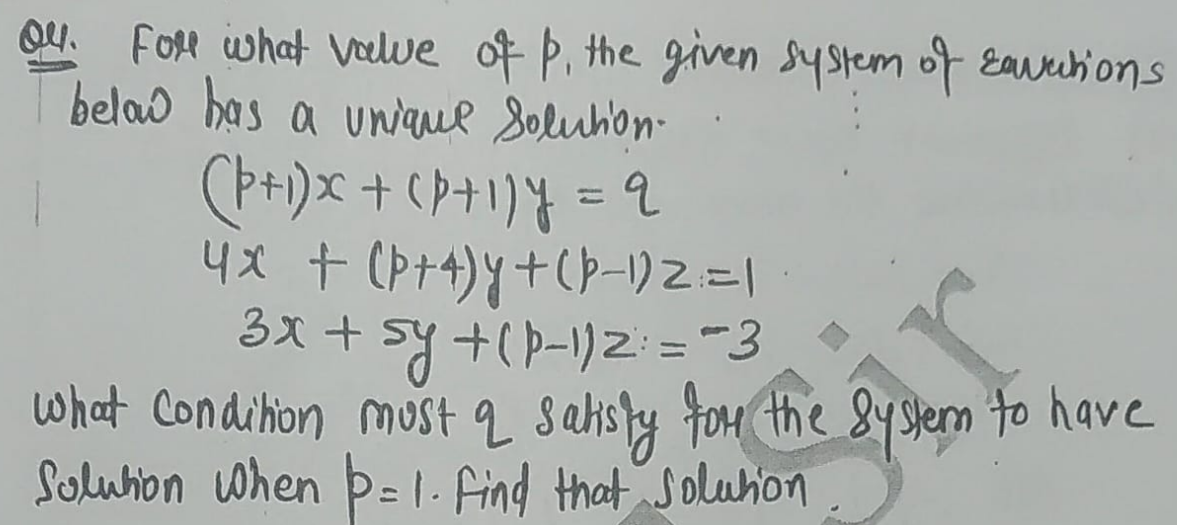 Q4. For what value of p, the given system of equations
below has a unique solution.
(p+1)x + (p+1)y = q
4x + (p+4)y + (p-1)z = 1
3x + 5y + (p-1)z = -3
what condition must q satisfy for the system to have
solution when p = 1. find that solution.
Sir